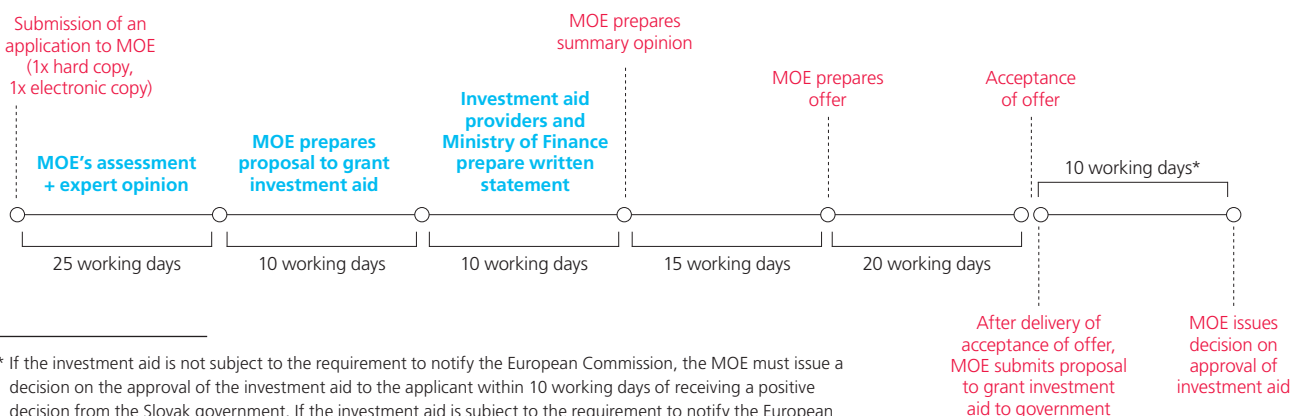 Submission of an
application to MOE
(1x hard copy,
1x electronic copy)
MOE's assessment
+ expert opinion
MOE prepares
proposal to grant
investment aid
Investment aid
providers and
Ministry of Finance
prepare written
statement
MOE prepares
summary opinion
MOE prepares
offer
Acceptance
of offer
10 working days*
25 working days
10 working days
10 working days
15 working days
20 working days
After delivery of
acceptance of offer,
MOE submits proposal
to grant investment
aid to government
MOE issues
decision on
approval of
investment aid
* If the investment aid is not subject to the requirement to notify the European Commission, the MOE must issue a
decision on the approval of the investment aid to the applicant within 10 working days of receiving a positive
decision from the Slovak government. If the investment aid is subject to the requirement to notify the European